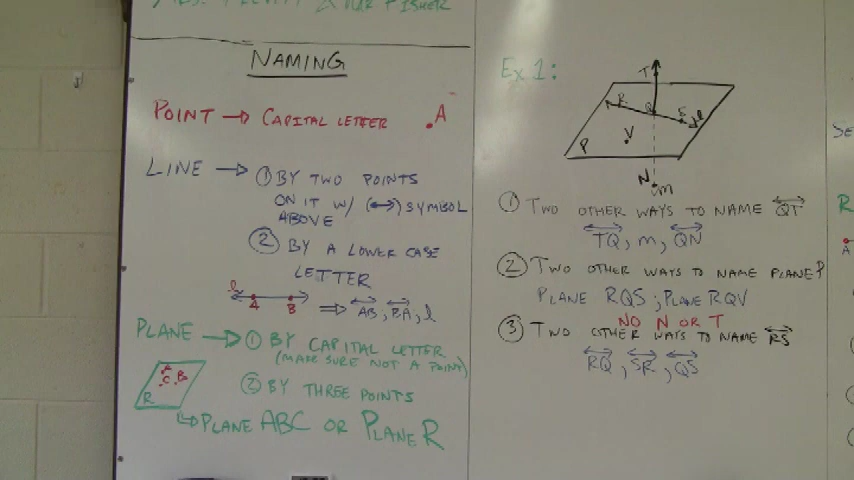 & MR FISHER
NAMING
POINT → CAPITAL LETTER
A
LINE → ① BY TWO POINTS
ON IT W/ (↔) SYMBOL
ABOVE
② BY A LOWER CASE
LETTER
l
A B
⇒ AB, BA, l
PLANE → ① BY CAPITAL LETTER
(MAKE SURE NOT A POINT)
A
C B
R
② BY THREE POINTS
↳ PLANE ABC OR PLANE R
Ex 1:
T
R Q S l
P V
N
m
① TWO OTHER WAYS TO NAME QT
TQ, m, QN
② TWO OTHER WAYS TO NAME PLANE P
PLANE RQS ; PLANE RQV
NO N OR T
③ TWO OTHER WAYS TO NAME RS
RQ, SR, QS
SE
R
A